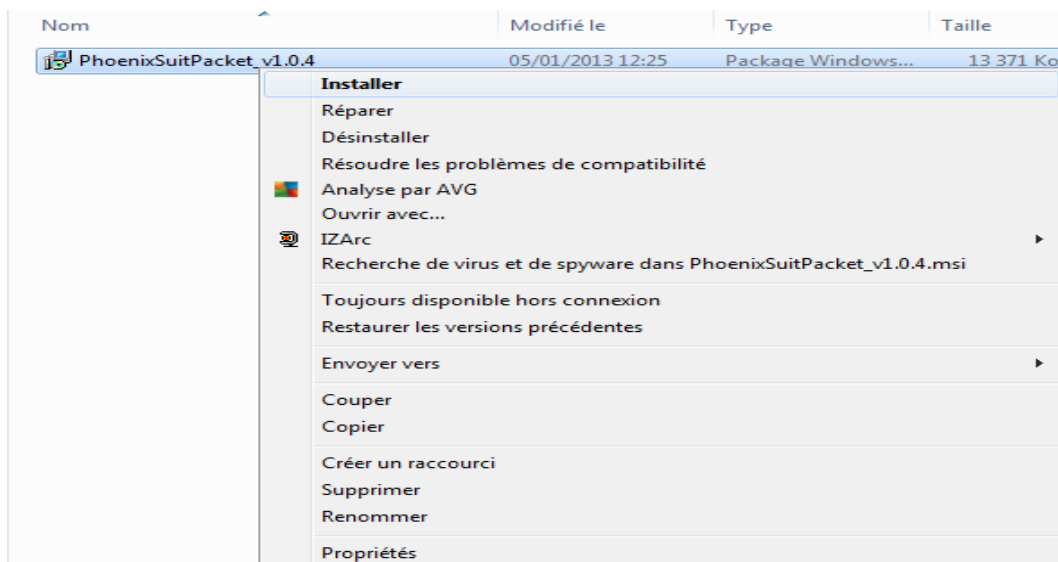 Nom Modifié le Type Taille
PhoenixSuitPacket_v1.0.4 05/01/2013 12:25 Package Windows... 13 371 Ko
Installer
Réparer
Désinstaller
Résoudre les problèmes de compatibilité
Analyse par AVG
Ouvrir avec...
IZArc
Recherche de virus et de spyware dans PhoenixSuitPacket_v1.0.4.msi
Toujours disponible hors connexion
Restaurer les versions précédentes
Envoyer vers
Couper
Copier
Créer un raccourci
Supprimer
Renommer
Propriétés